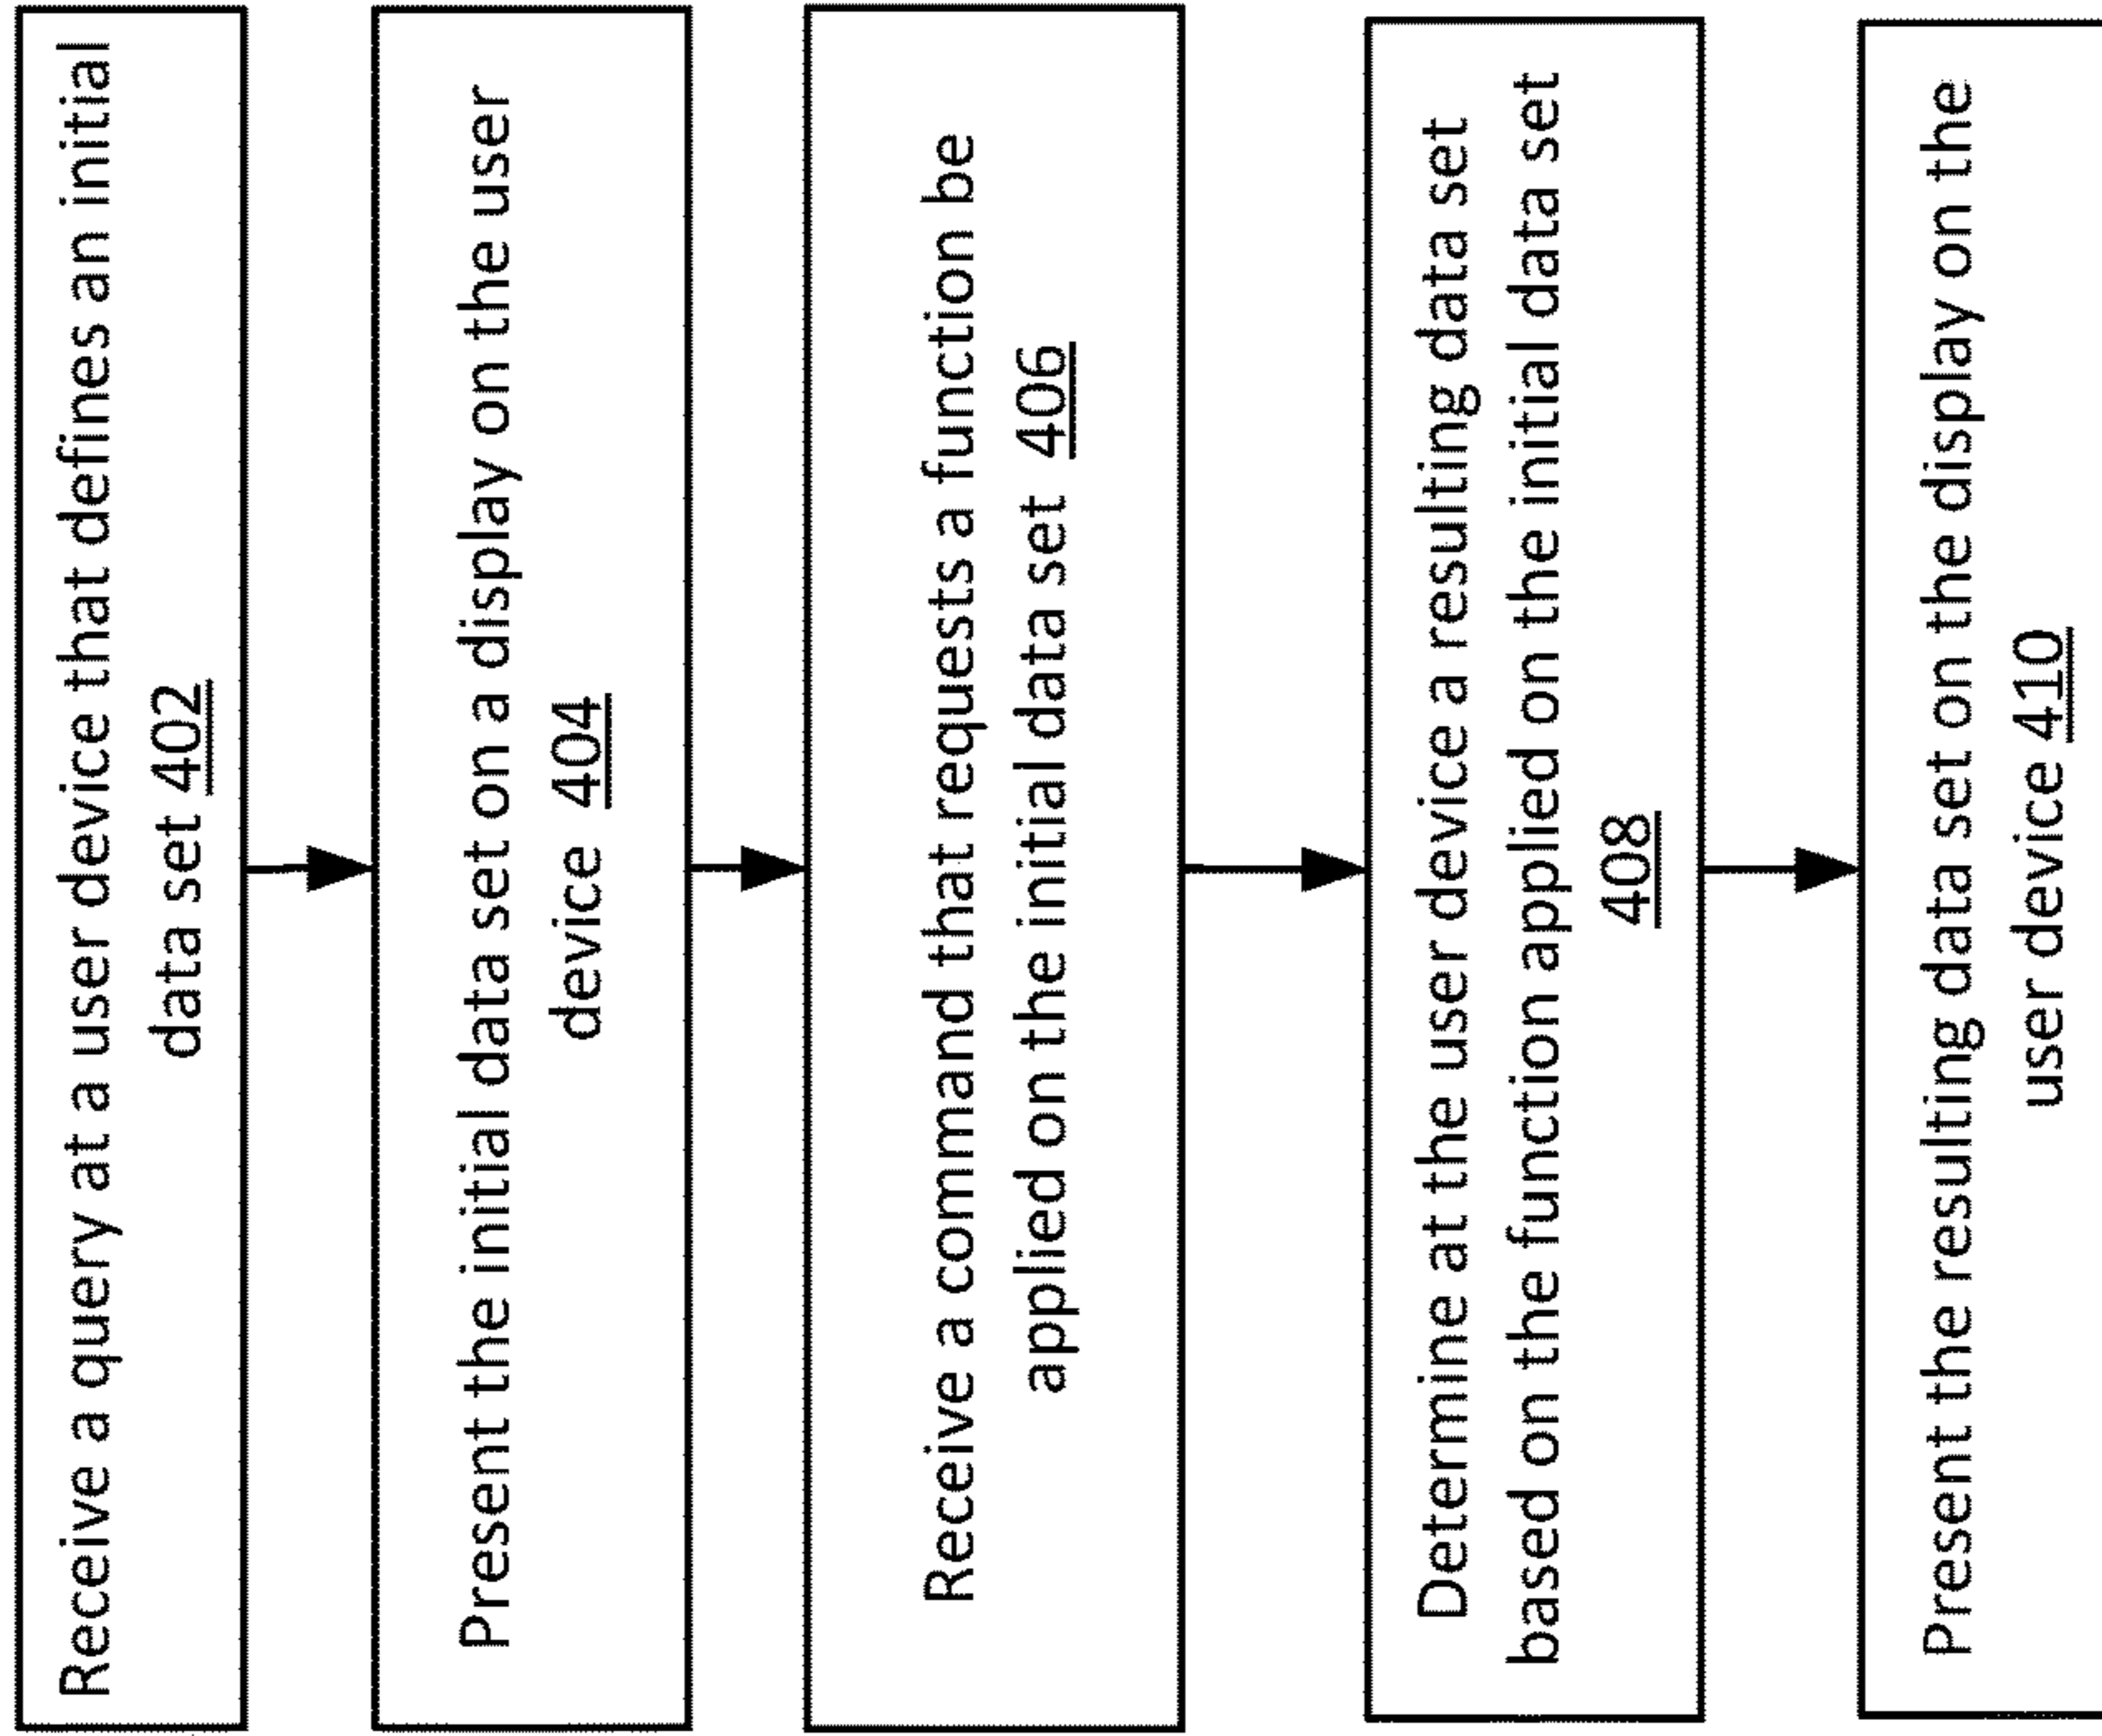 Receive a query at a user device that defines an initial
data set 402
Present the initial data set on a display on the user
device 404
Receive a command that requests a function be
applied on the initial data set 406
Determine at the user device a resulting data set
based on the function applied on the initial data set
408
Present the resulting data set on the display on the
user device 410